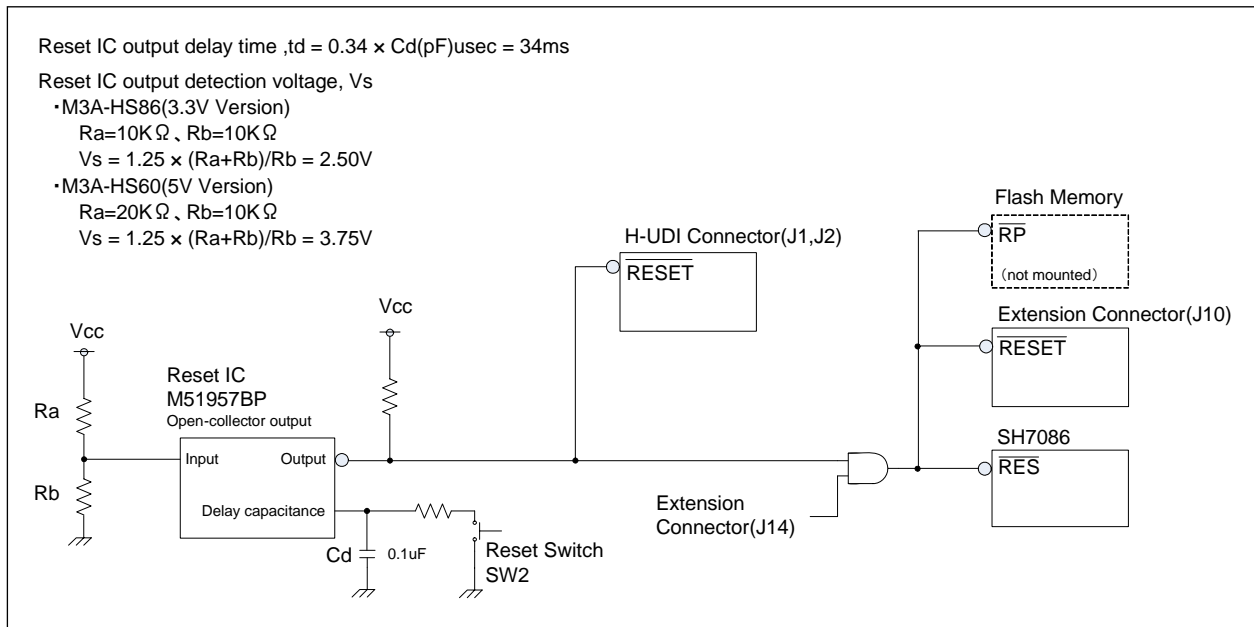 Reset IC output delay time ,td = 0.34 × Cd(pF)usec = 34ms
Reset IC output detection voltage, Vs
・M3A-HS86(3.3V Version)
Ra=10KΩ、Rb=10KΩ
Vs = 1.25 × (Ra+Rb)/Rb = 2.50V
・M3A-HS60(5V Version)
Ra=20KΩ、Rb=10KΩ
Vs = 1.25 × (Ra+Rb)/Rb = 3.75V
Flash Memory
RP
(not mounted)
H-UDI Connector(J1,J2)
RESET
Extension Connector(J10)
RESET
Vcc
Vcc
Reset IC
M51957BP
Open-collector output
Ra
Rb
Input
Output
Delay capacitance
SH7086
RES
Extension
Connector(J14)
Cd
0.1uF
Reset Switch
SW2